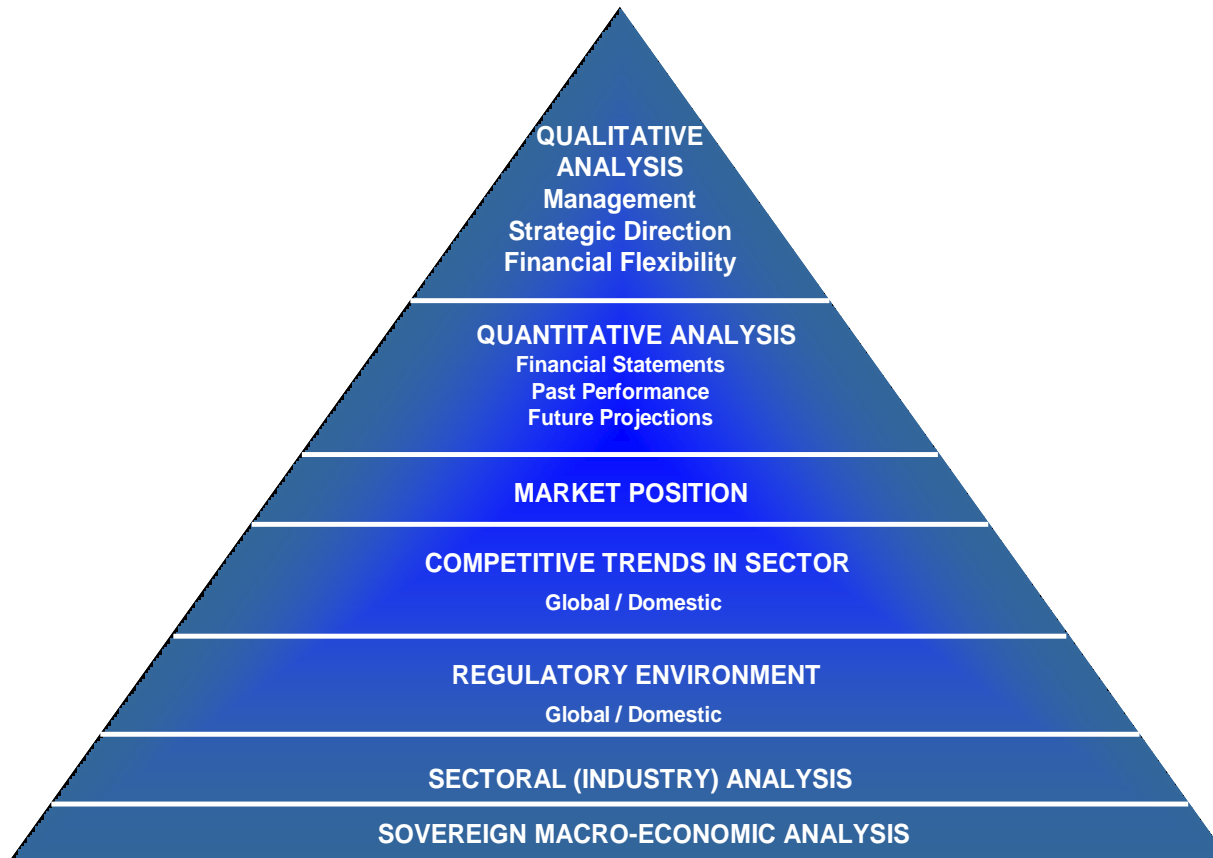 QUALITATIVE
ANALYSIS
Management
Strategic Direction
Financial Flexibility
QUANTITATIVE ANALYSIS
Financial Statements
Past Performance
Future Projections
MARKET POSITION
COMPETITIVE TRENDS IN SECTOR
Global / Domestic
REGULATORY ENVIRONMENT
Global / Domestic
SECTORAL (INDUSTRY) ANALYSIS
SOVEREIGN MACRO-ECONOMIC ANALYSIS